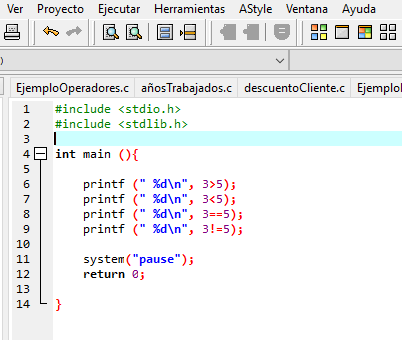 Ver Proyecto Ejecutar Herramientas AStyle Ventana Ayuda
)
EjemploOperadores.c añosTrabajados.c descuentoCliente.c Ejemplo
1 #include <stdio.h>
2 #include <stdlib.h>
3
4 int main (){
5
6 printf (" %d\n", 3>5);
7 printf (" %d\n", 3<5);
8 printf (" %d\n", 3==5);
9 printf (" %d\n", 3!=5);
10
11 system("pause");
12 return 0;
13
14 }